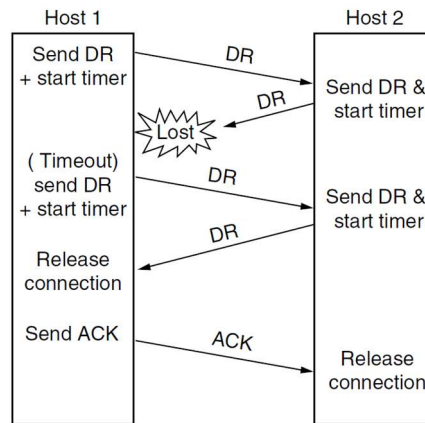 Host 1
Host 2
Send DR
+ start timer
DR
Send DR &
start timer
DR
Lost
( Timeout)
send DR
+ start timer
DR
Send DR &
start timer
DR
Release
connection
Send ACK
ACK
Release
connection